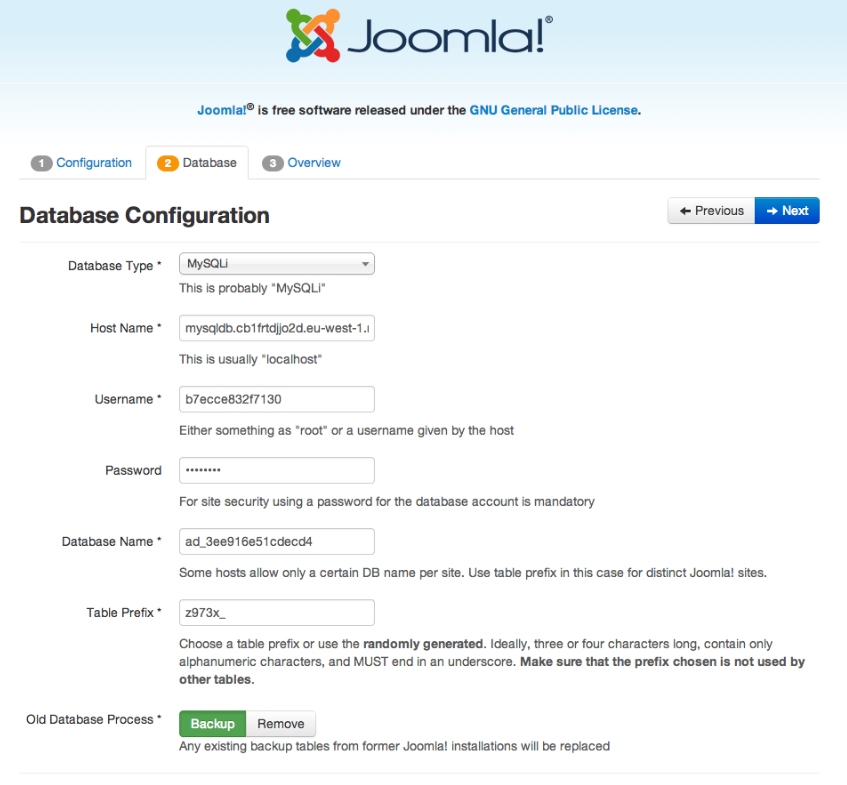 Joomla!®
Joomla!® is free software released under the GNU General Public License.
1 Configuration 2 Database 3 Overview
Database Configuration
Previous Next
Database Type * MySQLi
This is probably "MySQLi"
Host Name * mysqldb.cb1frtdjjo2d.eu-west-1.
This is usually "localhost"
Username * b7ecce832f7130
Either something as "root" or a username given by the host
Password ••••••••
For site security using a password for the database account is mandatory
Database Name * ad_3ee916e51cdecd4
Some hosts allow only a certain DB name per site. Use table prefix in this case for distinct Joomla! sites.
Table Prefix * z973x_
Choose a table prefix or use the randomly generated. Ideally, three or four characters long, contain only
alphanumeric characters, and MUST end in an underscore. Make sure that the prefix chosen is not used by
other tables.
Old Database Process * Backup Remove
Any existing backup tables from former Joomla! installations will be replaced